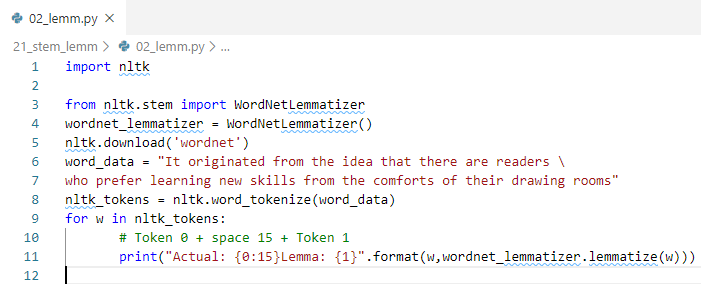 02_lemm.py ×
21_stem_lemm > 02_lemm.py > ...
1 import nltk
2
3 from nltk.stem import WordNetLemmatizer
4 wordnet_lemmatizer = WordNetLemmatizer()
5 nltk.download('wordnet')
6 word_data = "It originated from the idea that there are readers \
7 who prefer learning new skills from the comforts of their drawing rooms"
8 nltk_tokens = nltk.word_tokenize(word_data)
9 for w in nltk_tokens:
10 # Token 0 + space 15 + Token 1
11 print("Actual: {0:15}Lemma: {1}".format(w,wordnet_lemmatizer.lemmatize(w)))
12